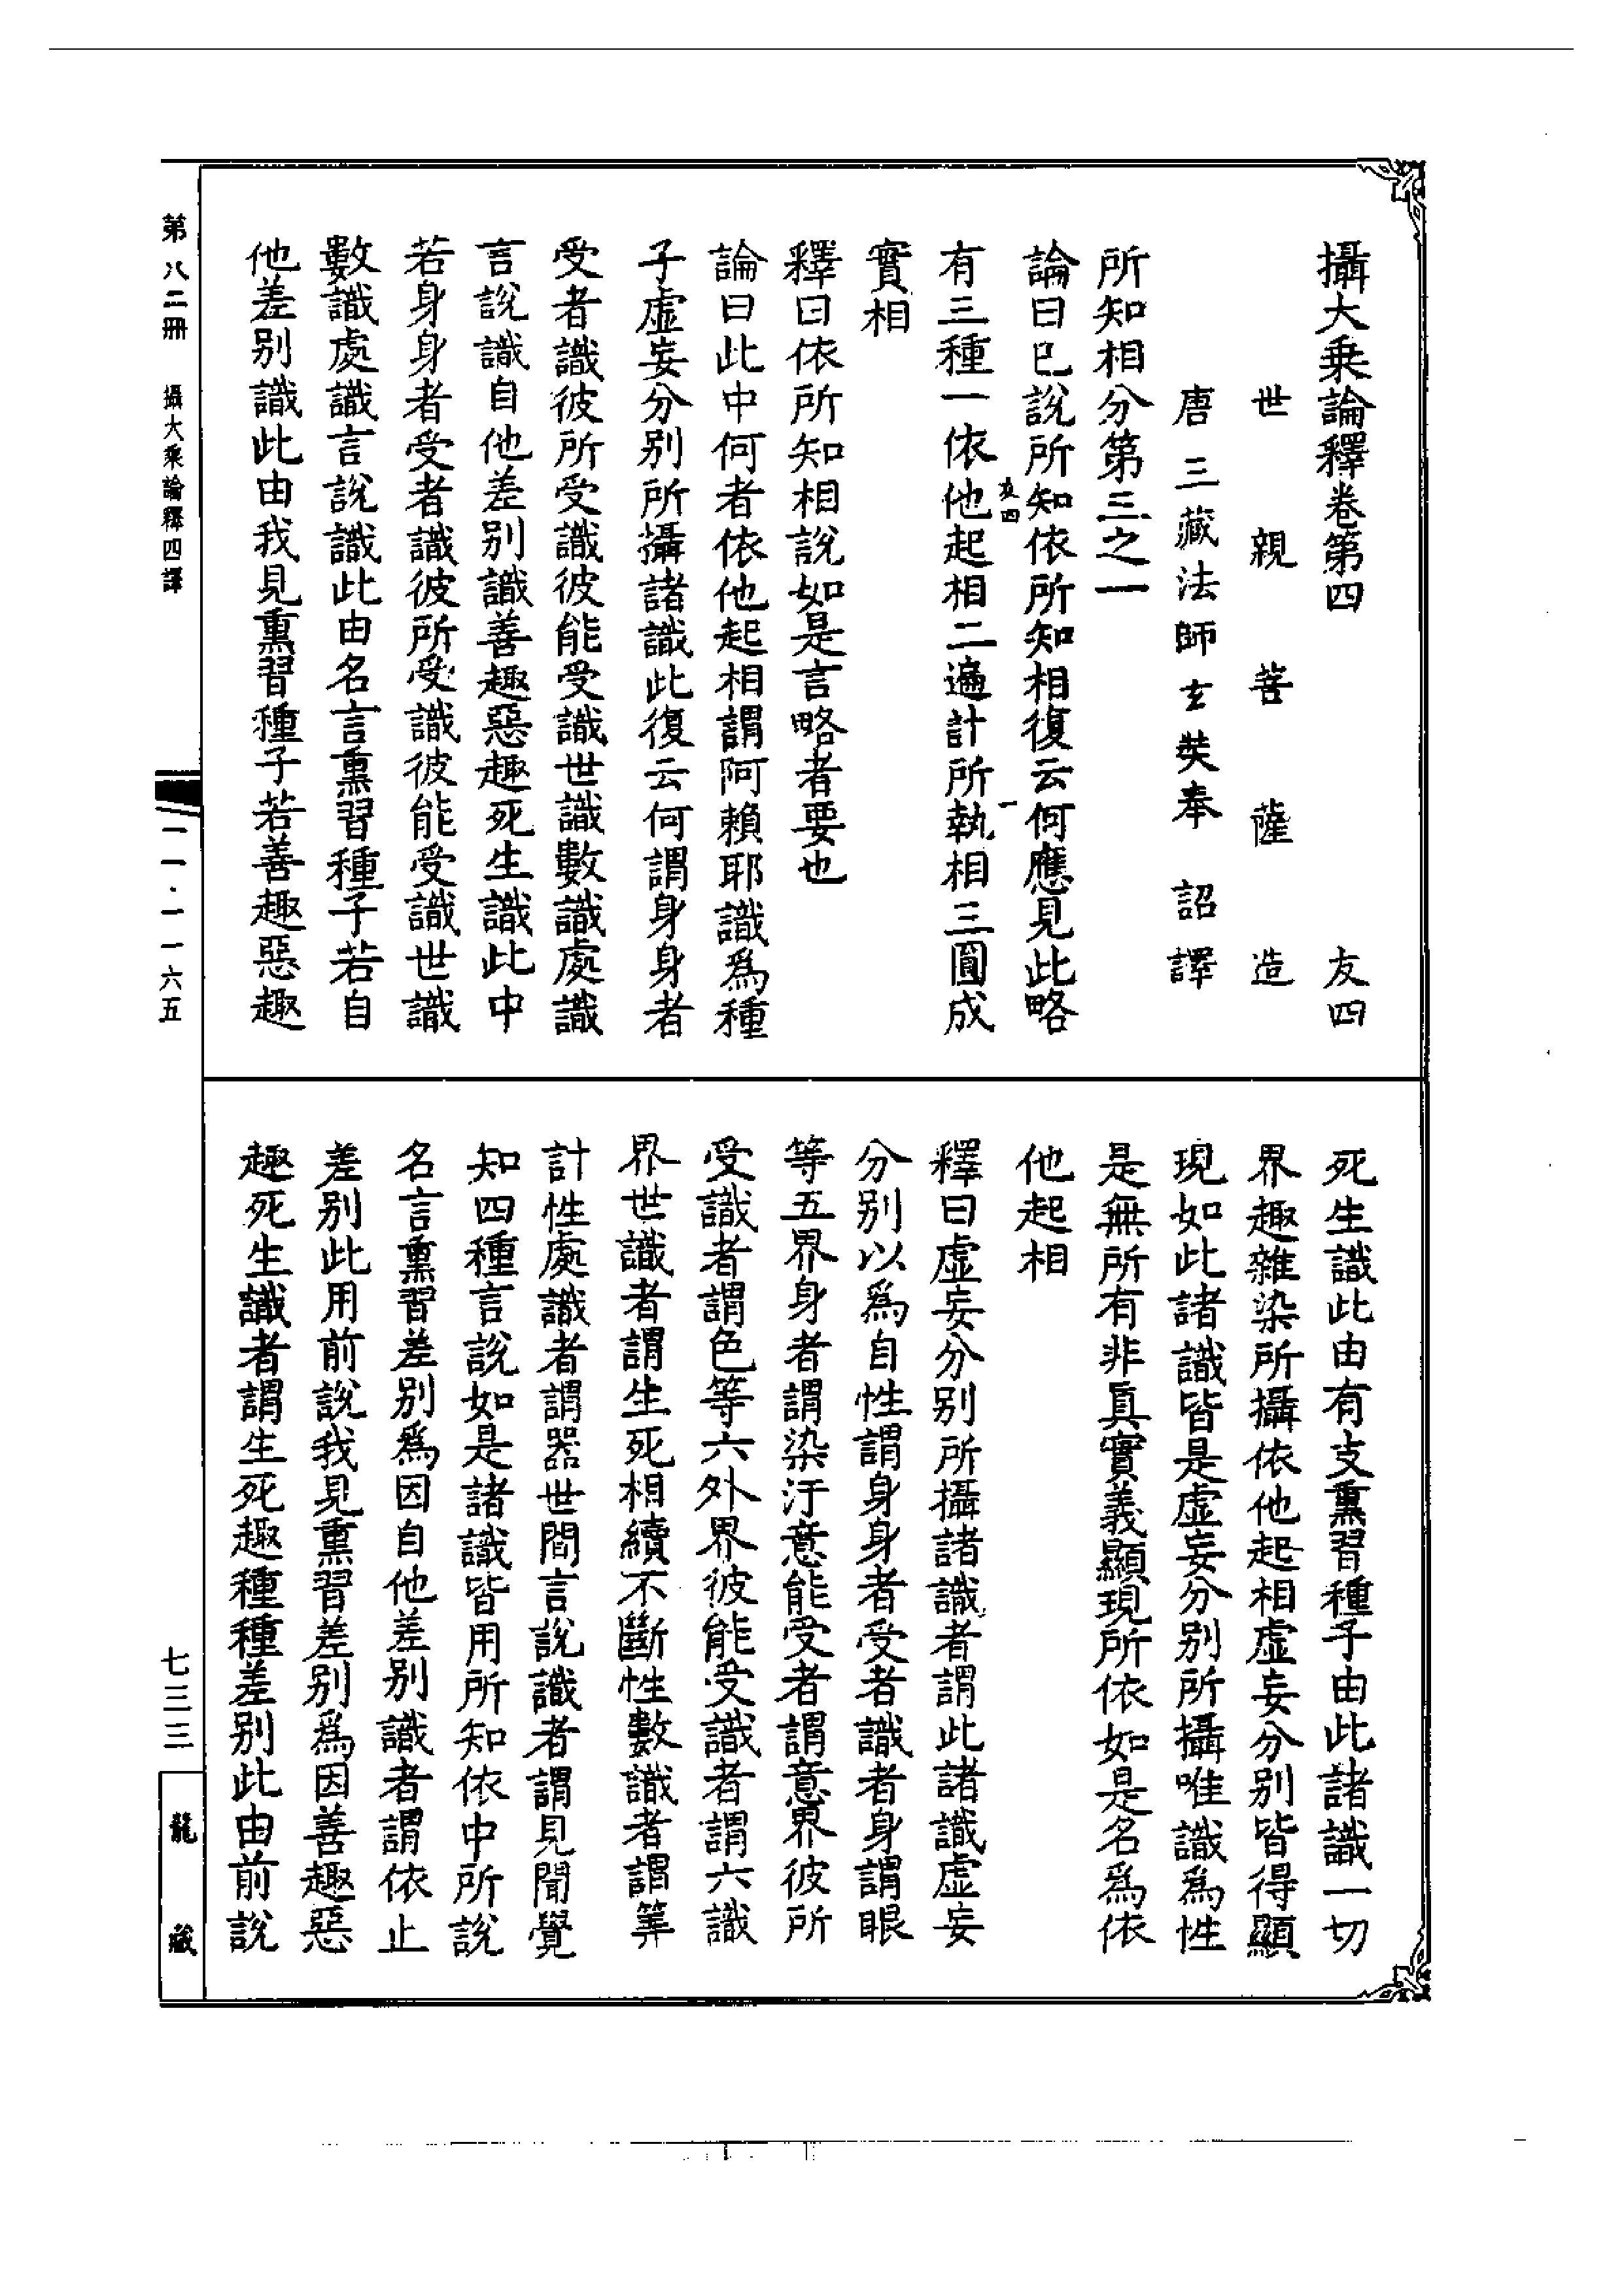 攝大乗論釋卷第四　友四
世親菩薩造
唐三藏法師玄奘奉詔譯
所知相分第三之一
論曰已說所知依所知相復云何應見此略
友四　一
有三種一依他起相二遍計所執相三圓成
實相
釋曰依所知相說如是言略者要也
論曰此中何者依他起相謂阿賴耶識為種
子虛妄分別所攝諸識此復云何謂身身者
受者識彼所受識彼能受識世識數識處識
言說識自他差別識善趣惡趣死生識此中
若身身者受者識彼所受識彼能受識世識
數識處識言說識此由名言熏習種子若自
他差別識此由我見熏習種子若善趣惡趣
死生識此由有支熏習種子由此諸識一切
界趣雜染所攝依他起相虛妄分別皆得顯
現如此諸識皆是虛妄分別所攝唯識為性
是無所有非真實義顯現所依如是名為依
他起相
釋曰虛妄分別所攝諸識者謂此諸識虛妄
分別以為自性謂身身者受者識者身謂眼
等五界身者謂染汙意能受者謂意界彼所
受識者謂色等六外界彼能受識者謂六識
界世識者謂生死相續不斷性數識者謂筭
計性處識者謂器世間言說識者謂見聞覺
知四種言說如是諸識皆用所知依中所說
名言熏習差別為因自他差別識者謂依止
差別此用前說我見熏習差別為因善趣惡
趣死生識者謂生死趣種種差別此由前說
第八二冊　攝大乘論釋四譯
一一·一一六五
七三三
龍藏